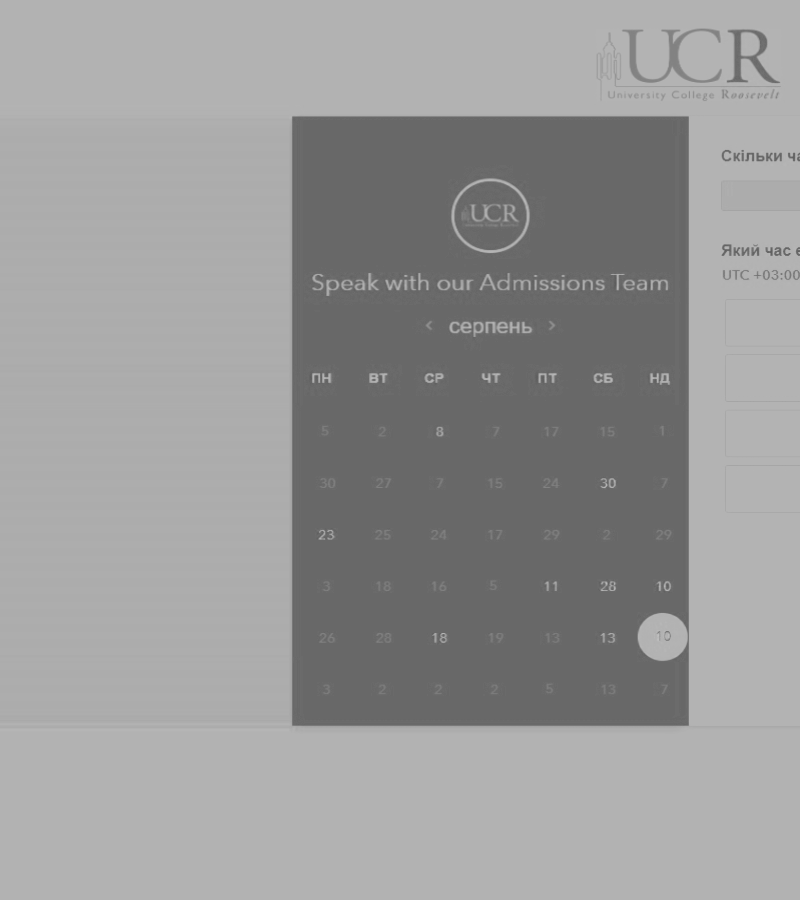 UCR
University College Roosevelt
UCR
Speak with our Admissions Team
< серпень >
ПН ВТ СР ЧТ ПТ СБ НД
5 2 8 7 17 15 1
30 27 7 15 24 30 7
23 25 24 17 29 2 29
3 18 16 5 11 28 10
26 28 18 19 13 13 10
3 2 2 2 5 13 7
Скільки
Який час
UTC +03:00